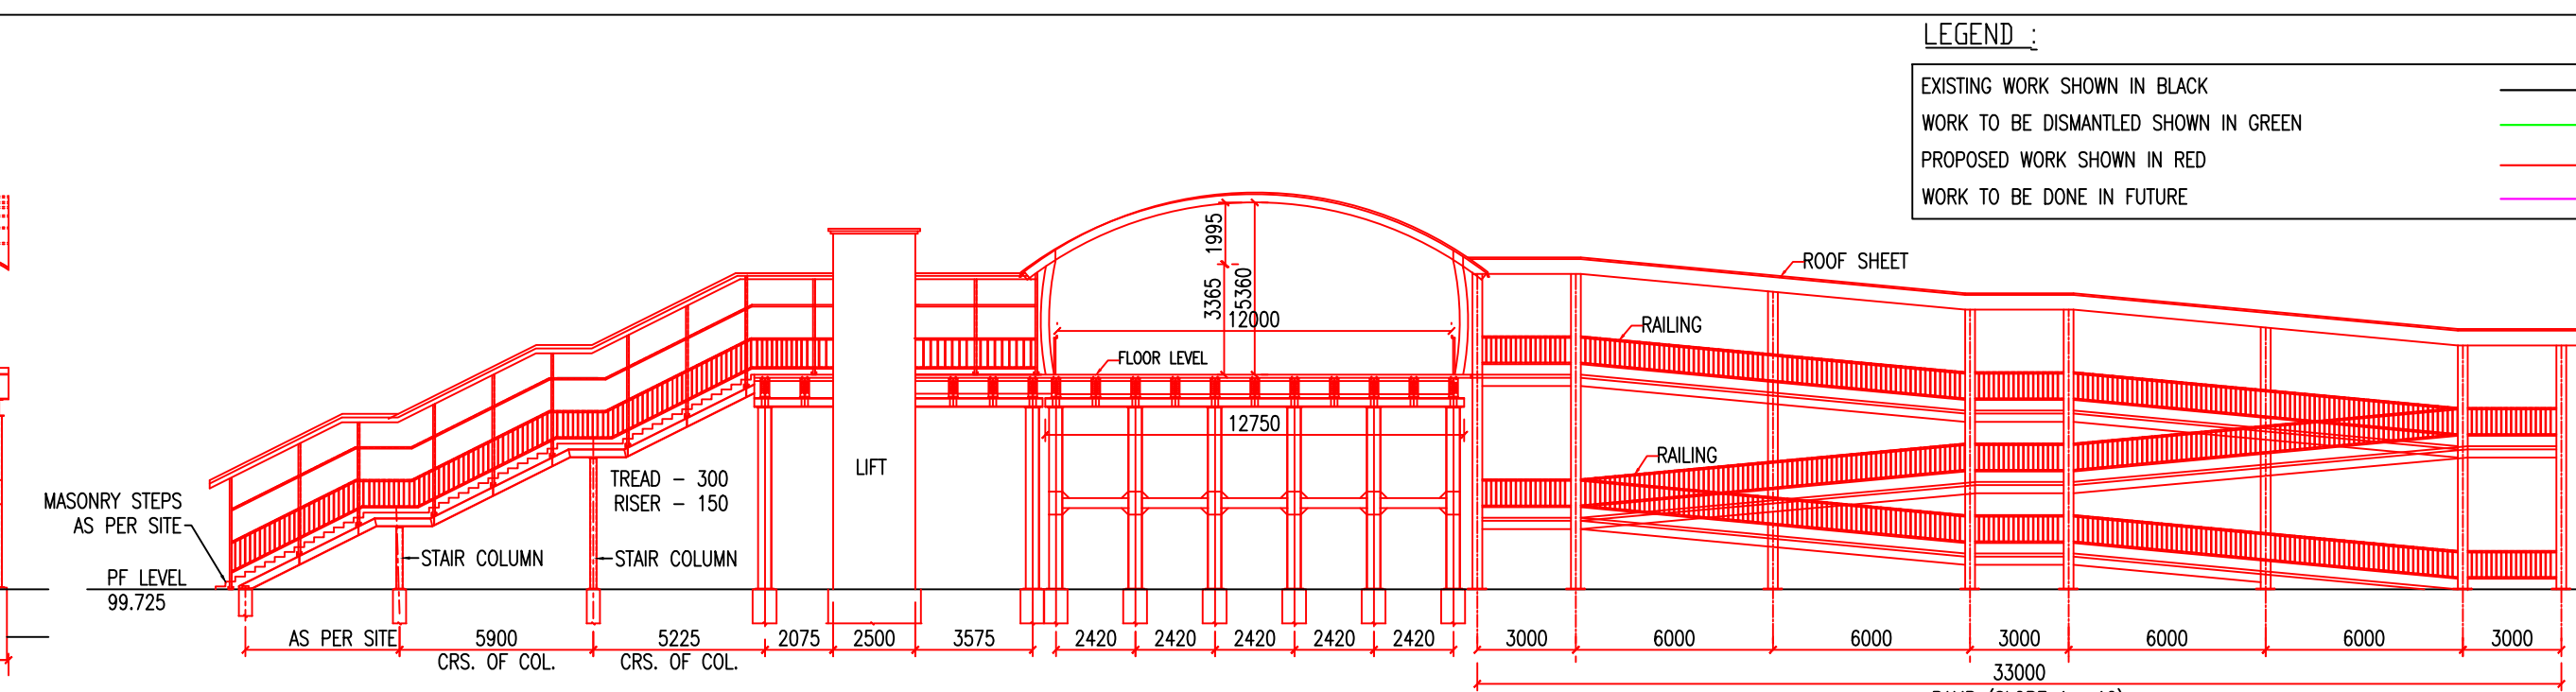 LEGEND :
EXISTING WORK SHOWN IN BLACK
WORK TO BE DISMANTLED SHOWN IN GREEN
PROPOSED WORK SHOWN IN RED
WORK TO BE DONE IN FUTURE
ROOF SHEET
1995
3365
5360
12000
RAILING
FLOOR LEVEL
12750
RAILING
LIFT
TREAD - 300
RISER - 150
MASONRY STEPS
AS PER SITE
STAIR COLUMN
STAIR COLUMN
PF LEVEL
99.725
AS PER SITE
5900
CRS. OF COL.
5225
CRS. OF COL.
2075
2500
3575
2420
2420
2420
2420
2420
3000
6000
6000
3000
6000
6000
3000
33000